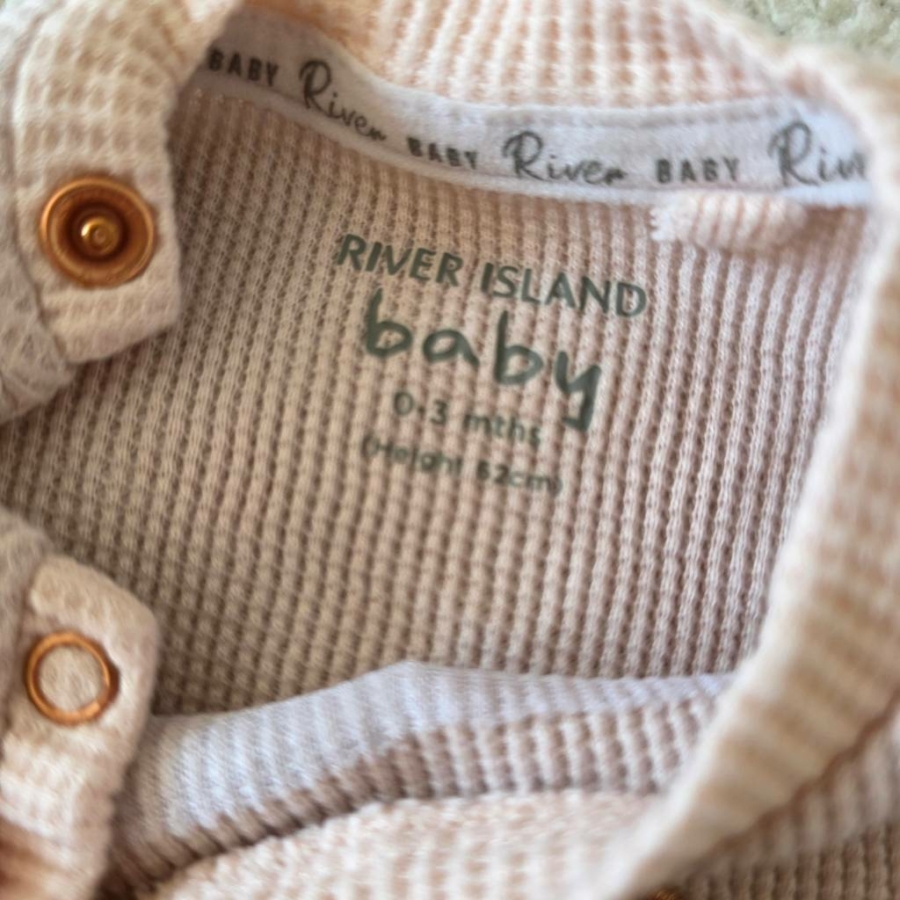 BABY River BABY River BABY River
RIVER ISLAND
baby
0-3 mths
(Height 62cm)